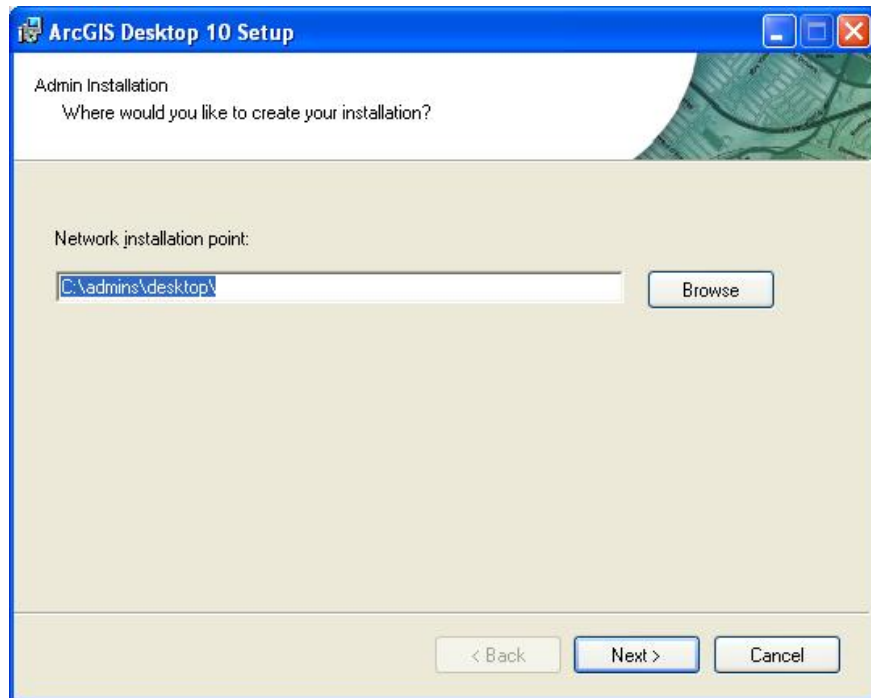 ArcGIS Desktop 10 Setup
Admin Installation
Where would you like to create your installation?
Network installation point:
C:\admins\desktop\
Browse
< Back
Next >
Cancel